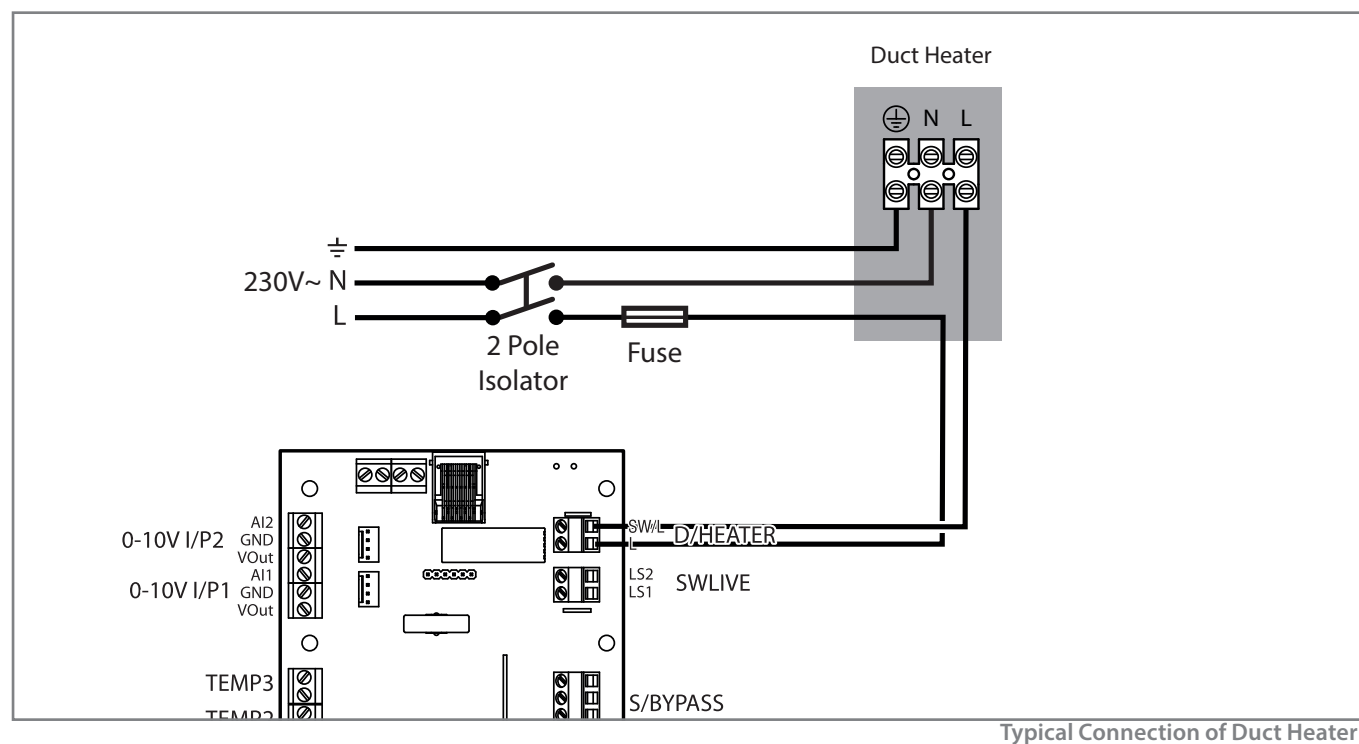 Duct Heater
N L
230V~ N
L
2 Pole
Isolator
Fuse
0-10V I/P2
AI2
GND
VOut
0-10V I/P1
AI1
GND
VOut
SW/L
L
D/HEATER
LS2
LS1
SWLIVE
TEMP3
TEMP2
S/BYPASS
Typical Connection of Duct Heater